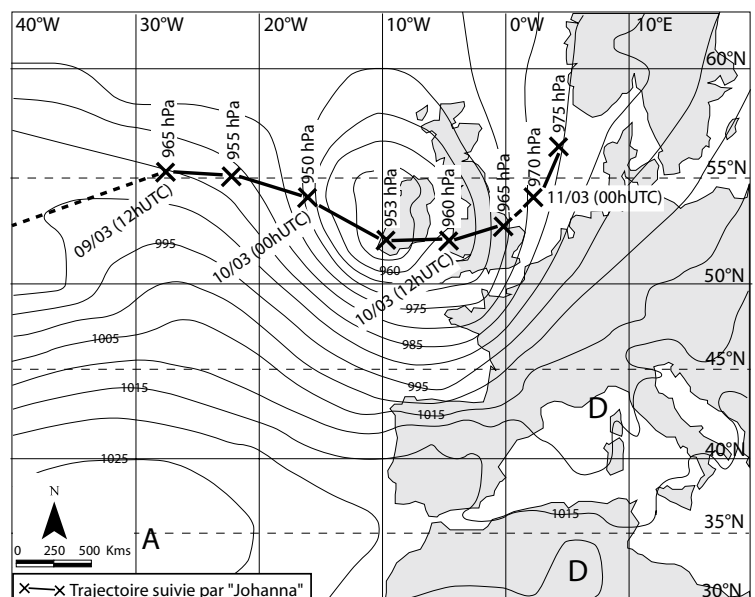 40°W 30°W 20°W 10°W 0°W 10°E
60°N
965 hPa
955 hPa
950 hPa
953 hPa
960 hPa
965 hPa
970 hPa
975 hPa
55°N
09/03 (12hUTC)
10/03 (00hUTC)
10/03 (12hUTC)
11/03 (00hUTC)
995
960
50°N
975
1005
985
45°N
1015
995
1015
D
1025
40°N
N
1015
35°N
A
0 250 500 Kms
D
Trajectoire suivie par "Johanna"
30°N